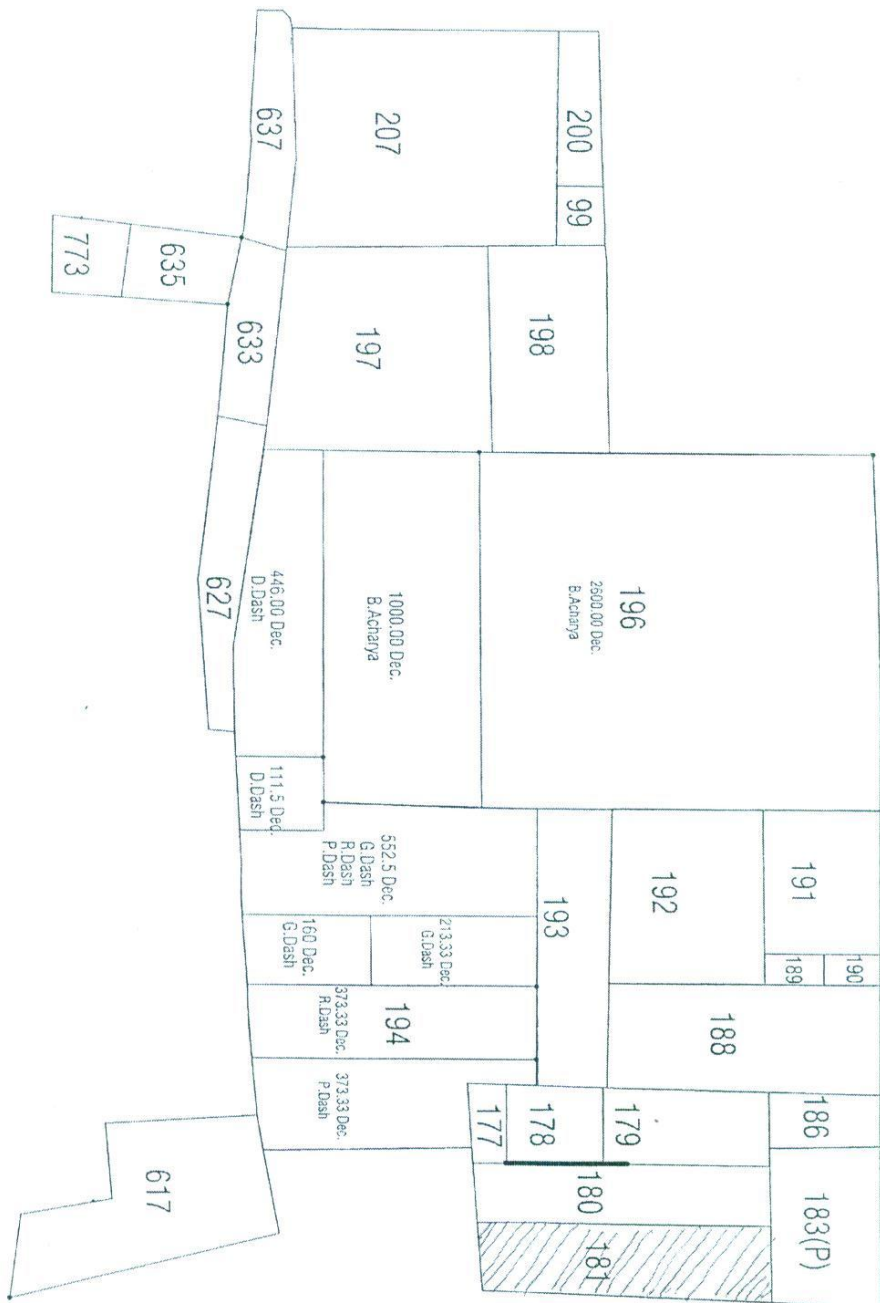 637
207
200
99
773
635
633
197
198
627
446.00 Dec.
D.Dash
1000.00 Dec.
B.Acharya
196
2600.00 Dec.
B.Acharya
111.5 Dec.
D.Dash
552.5 Dec.
G.Dash
R.Dash
P.Dash
193
192
191
189
190
160 Dec.
G.Dash
213.33 Dec.
G.Dash
194
373.33 Dec.
R.Dash
188
373.33 Dec.
P.Dash
177
178
179
186
617
180
181
183(P)